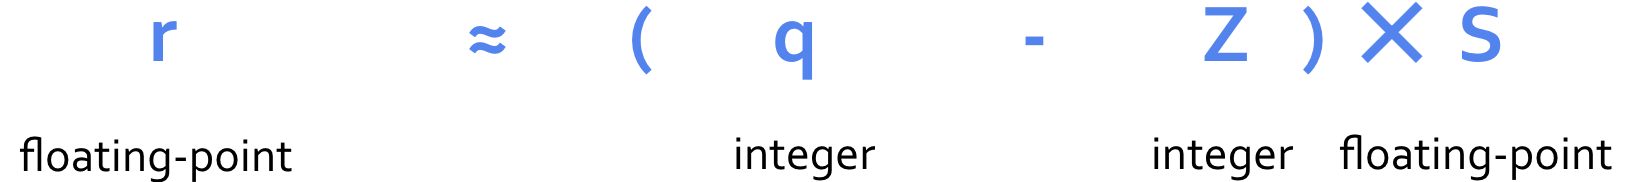 r ≈ ( q - Z ) × S
floating-point integer integer floating-point